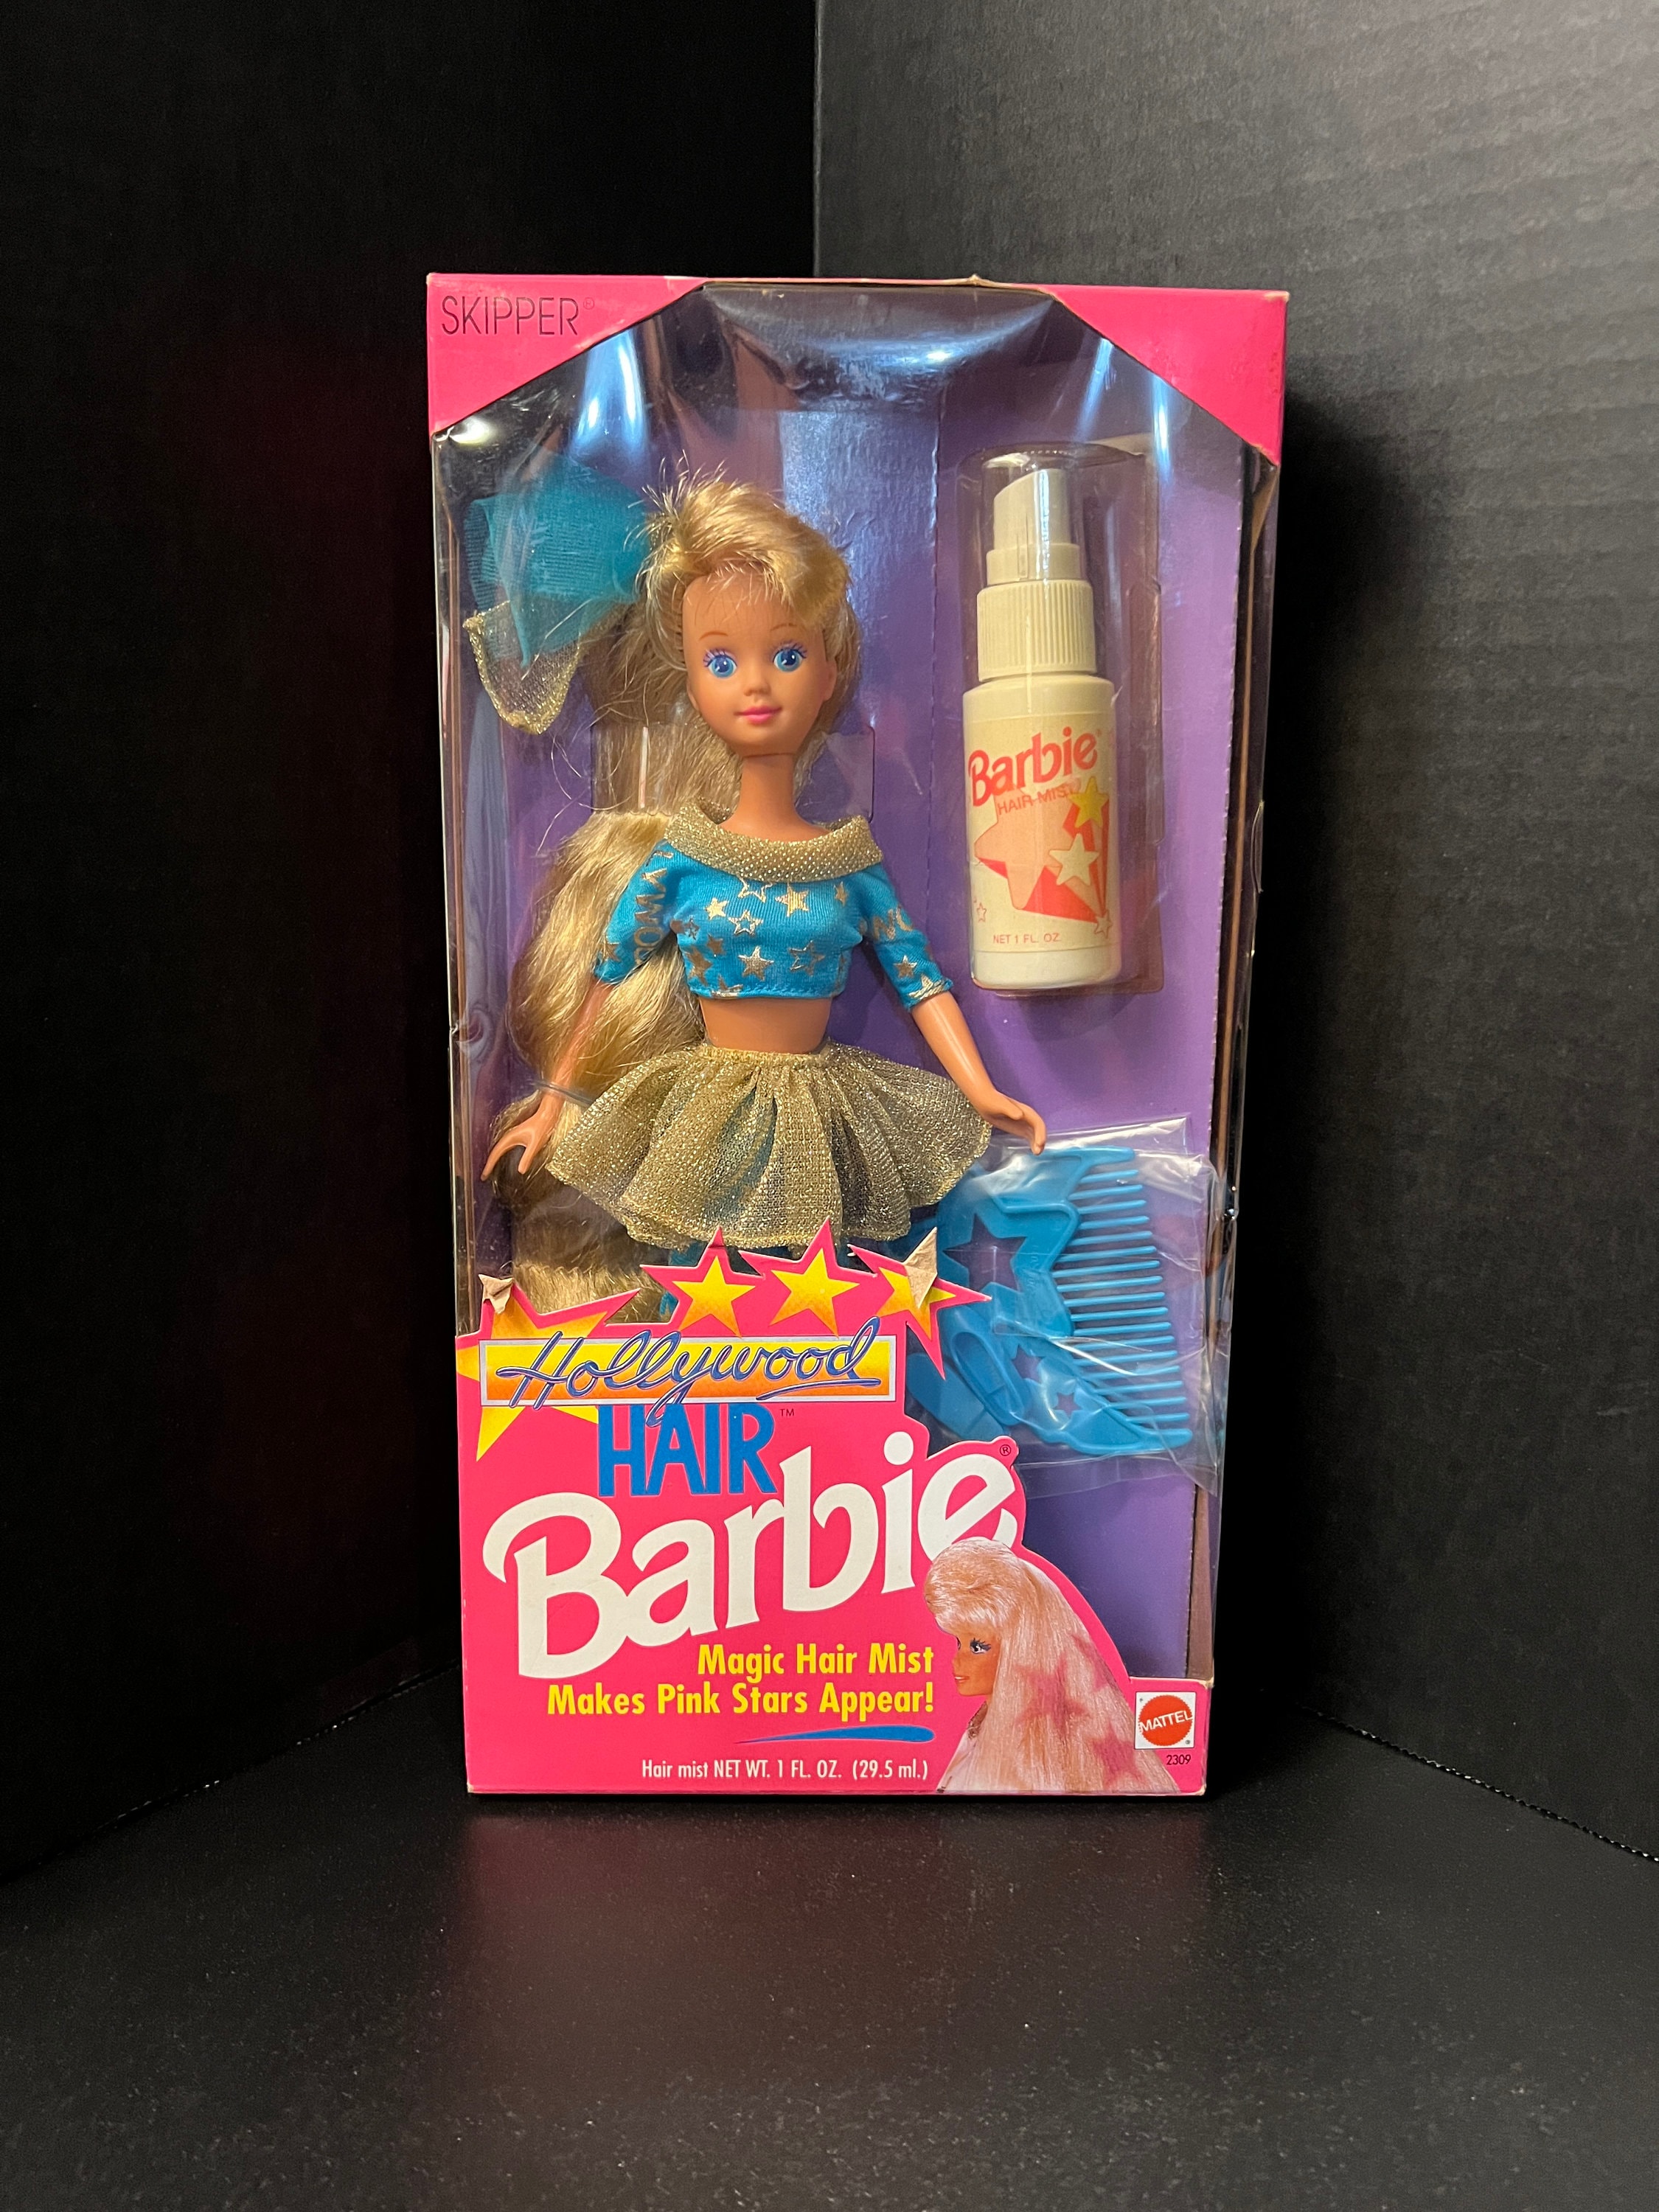 SKIPPER©
Barbie®
HAIR MIST
NET 1 FL. OZ.
Hollywood
HAIR™
Barbie®
Magic Hair Mist
Makes Pink Stars Appear!
Hair mist NET WT. 1 FL. OZ. (29.5 ml.)
MATTEL®
2309